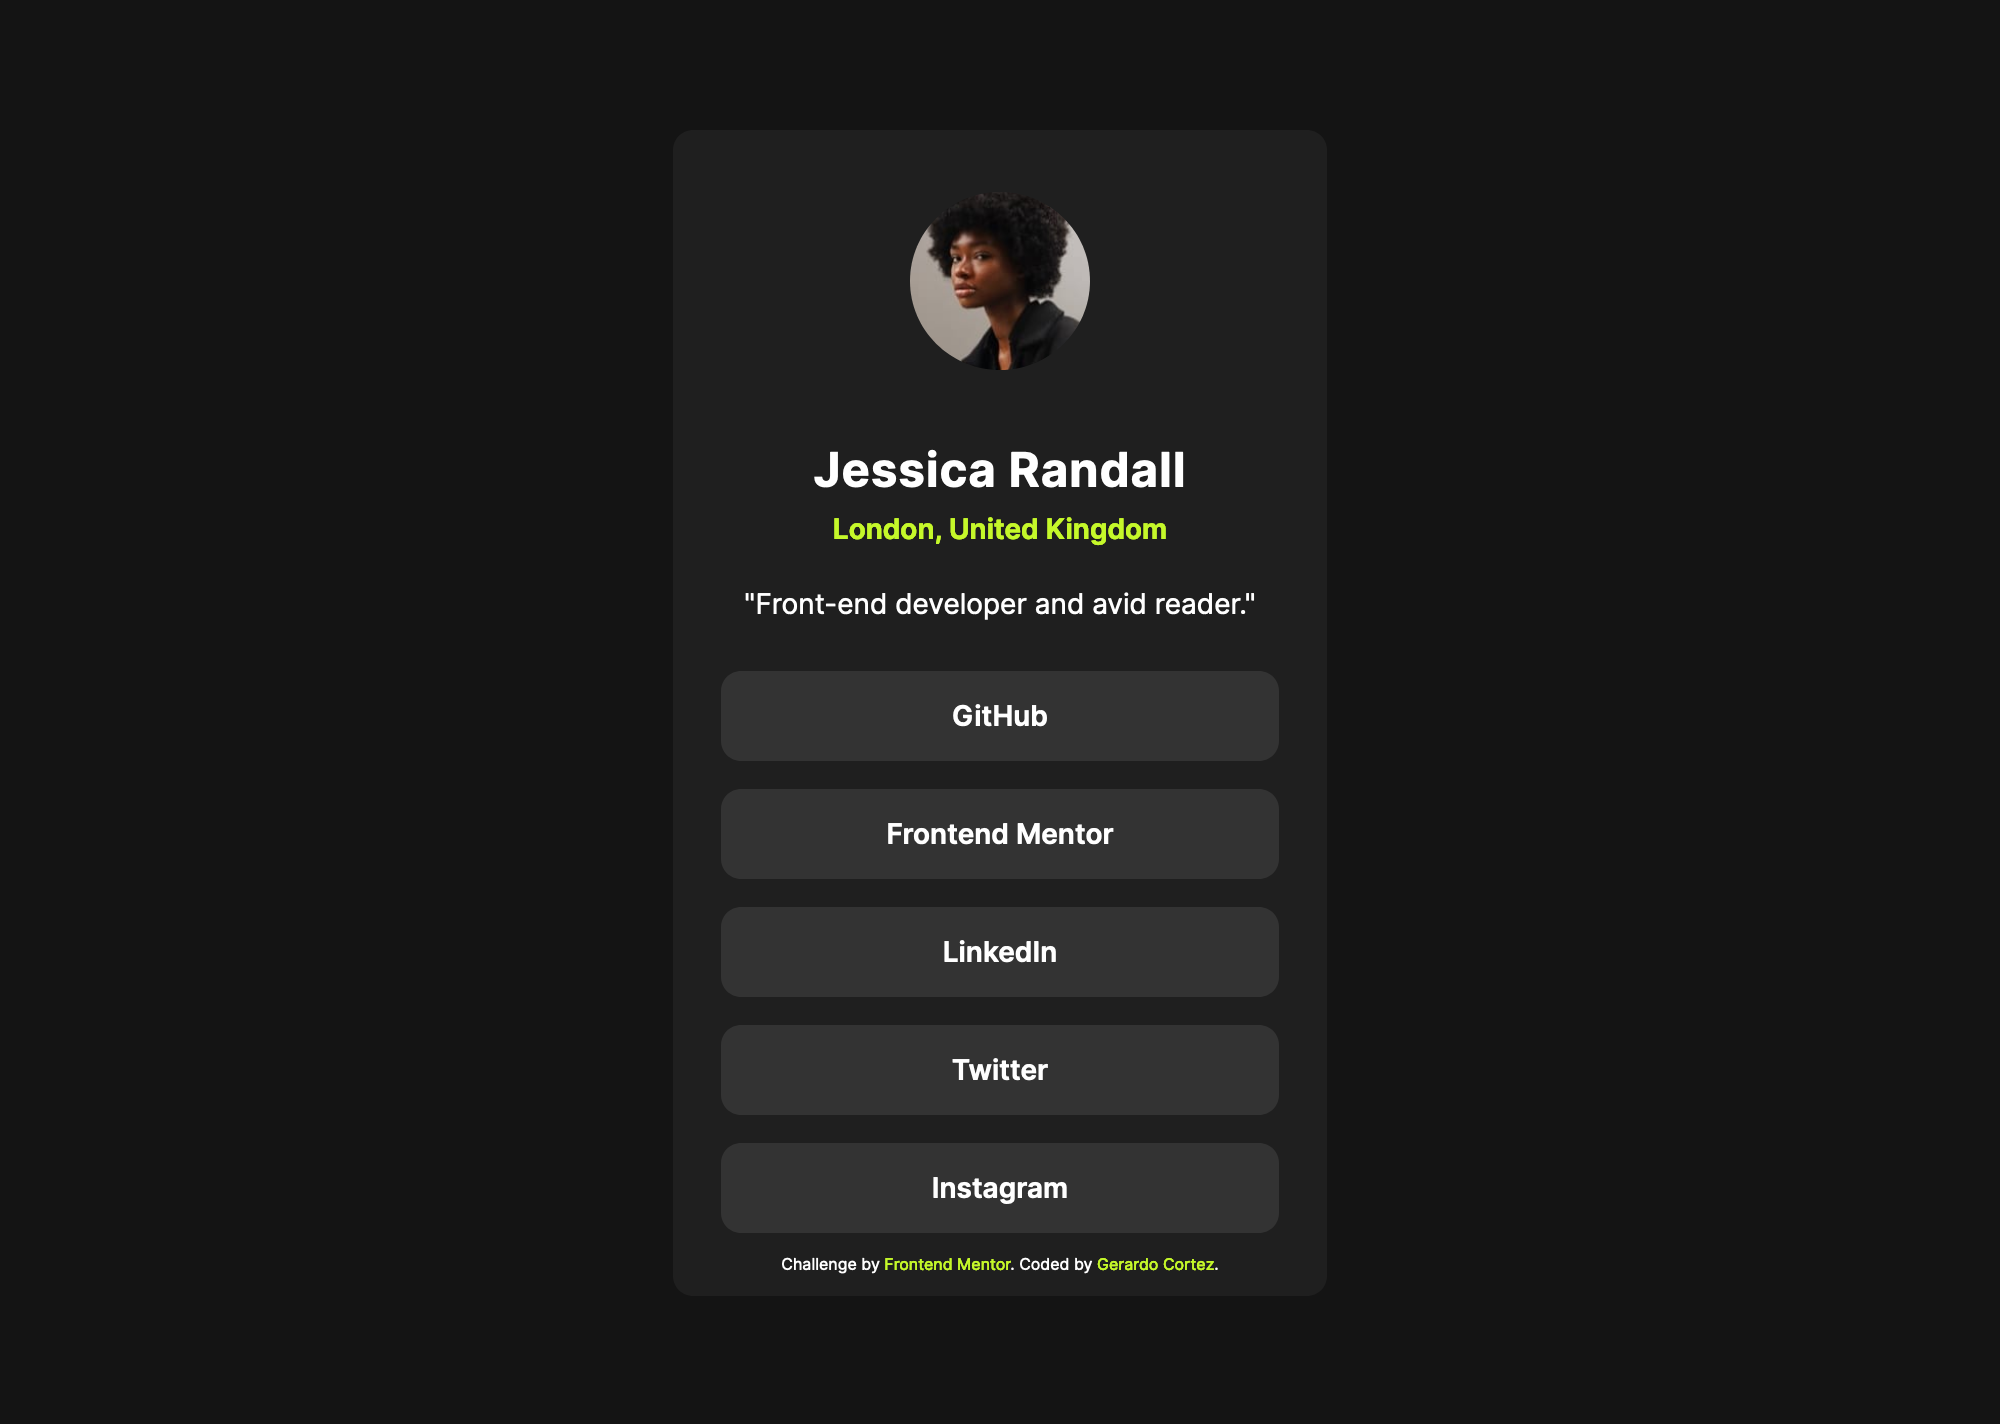 Jessica Randall
London, United Kingdom
"Front-end developer and avid reader."
GitHub
Frontend Mentor
LinkedIn
Twitter
Instagram
Challenge by Frontend Mentor. Coded by Gerardo Cortez.